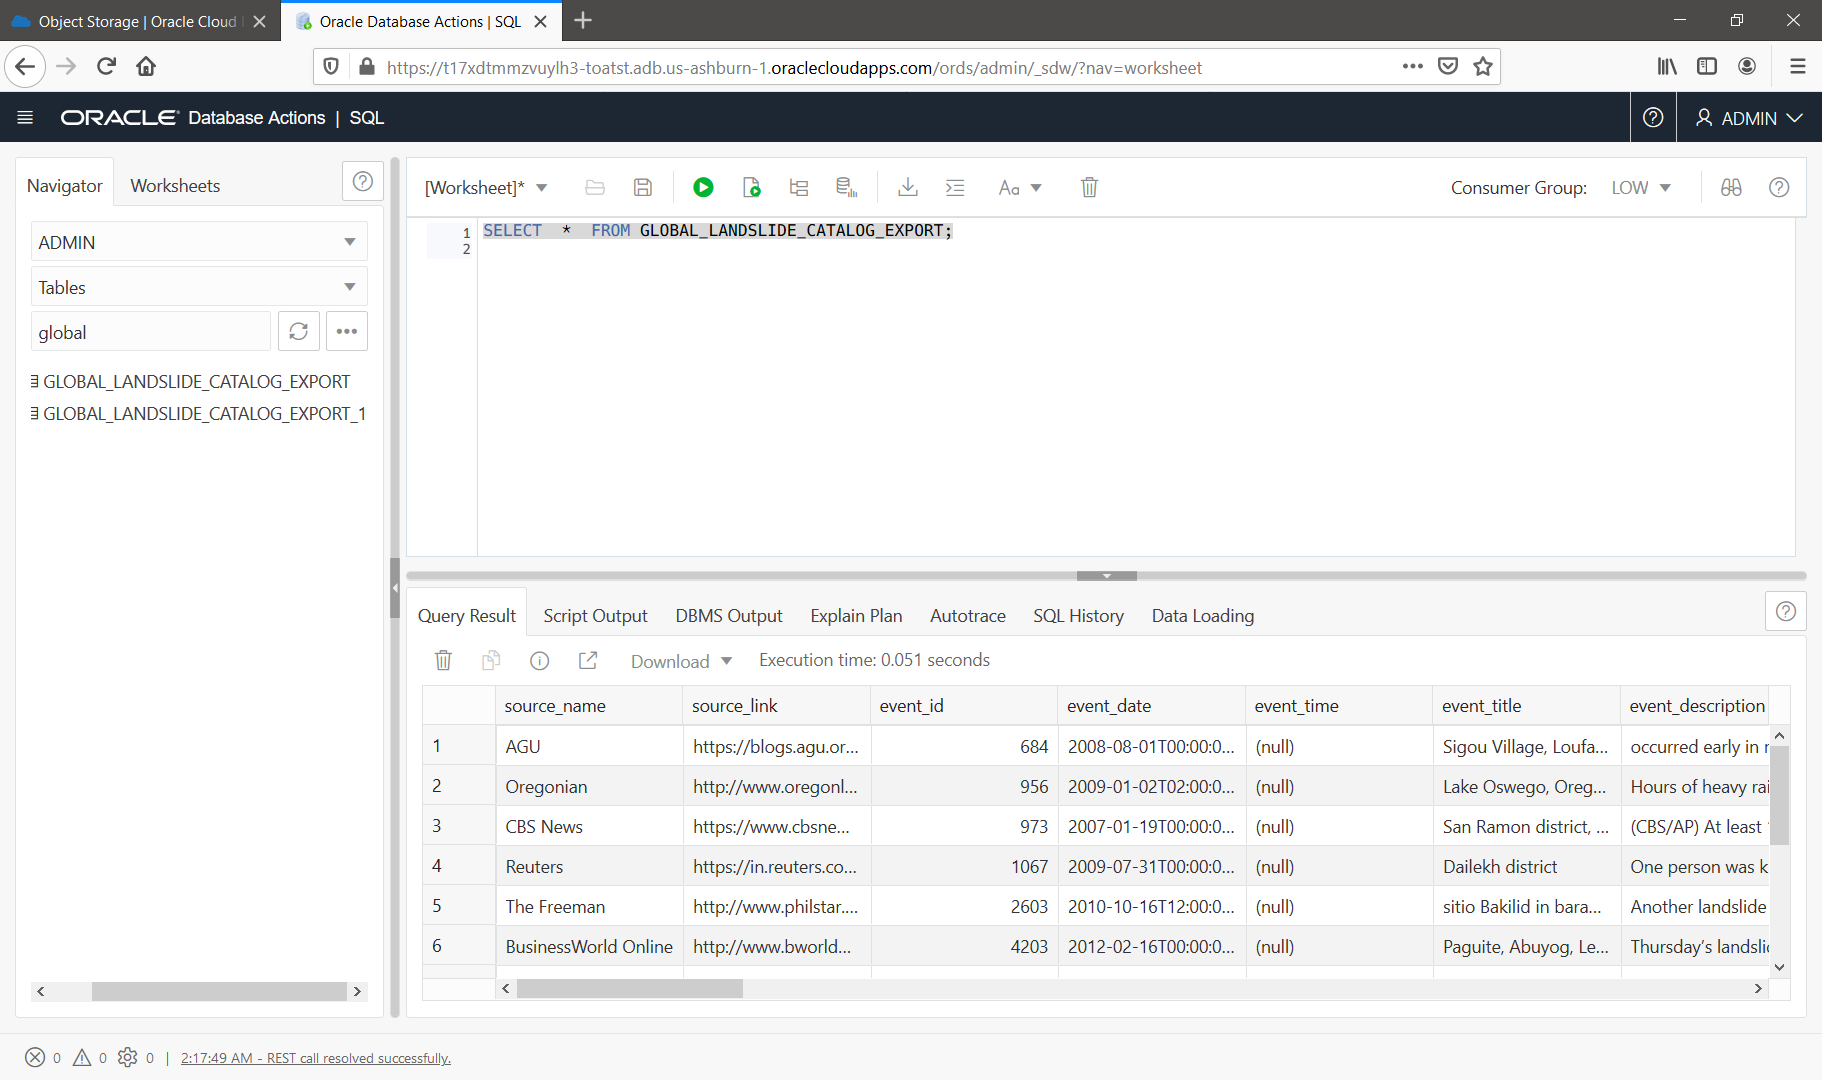 Object Storage | Oracle Cloud
Oracle Database Actions | SQL
https://t17xdtmmzvuylh3-toatst.adb.us-ashburn-1.oraclecloudapps.com/ords/admin/_sdw/?nav=worksheet
ORACLE Database Actions | SQL
ADMIN
Navigator
Worksheets
ADMIN
Tables
global
GLOBAL_LANDSLIDE_CATALOG_EXPORT
GLOBAL_LANDSLIDE_CATALOG_EXPORT_1
[Worksheet]*
Aa
Consumer Group: LOW
1 SELECT * FROM GLOBAL_LANDSLIDE_CATALOG_EXPORT;
2
Query Result Script Output DBMS Output Explain Plan Autotrace SQL History Data Loading
Download Execution time: 0.051 seconds
source_name source_link event_id event_date event_time event_title event_description
1 AGU https://blogs.agu.or... 684 2008-08-01T00:00:0... (null) Sigou Village, Loufa... occurred early in
2 Oregonian http://www.oregonl... 956 2009-01-02T02:00:0... (null) Lake Oswego, Oreg... Hours of heavy rai
3 CBS News https://www.cbsne... 973 2007-01-19T00:00:0... (null) San Ramon district, ... (CBS/AP) At least
4 Reuters https://in.reuters.co... 1067 2009-07-31T00:00:0... (null) Dailekh district One person was k
5 The Freeman http://www.philstar.... 2603 2010-10-16T12:00:0... (null) sitio Bakilid in bara... Another landslide
6 BusinessWorld Online http://www.bworld... 4203 2012-02-16T00:00:0... (null) Paguite, Abuyog, Le... Thursday’s landsli
0 0 0 | 2:17:49 AM - REST call resolved successfully.